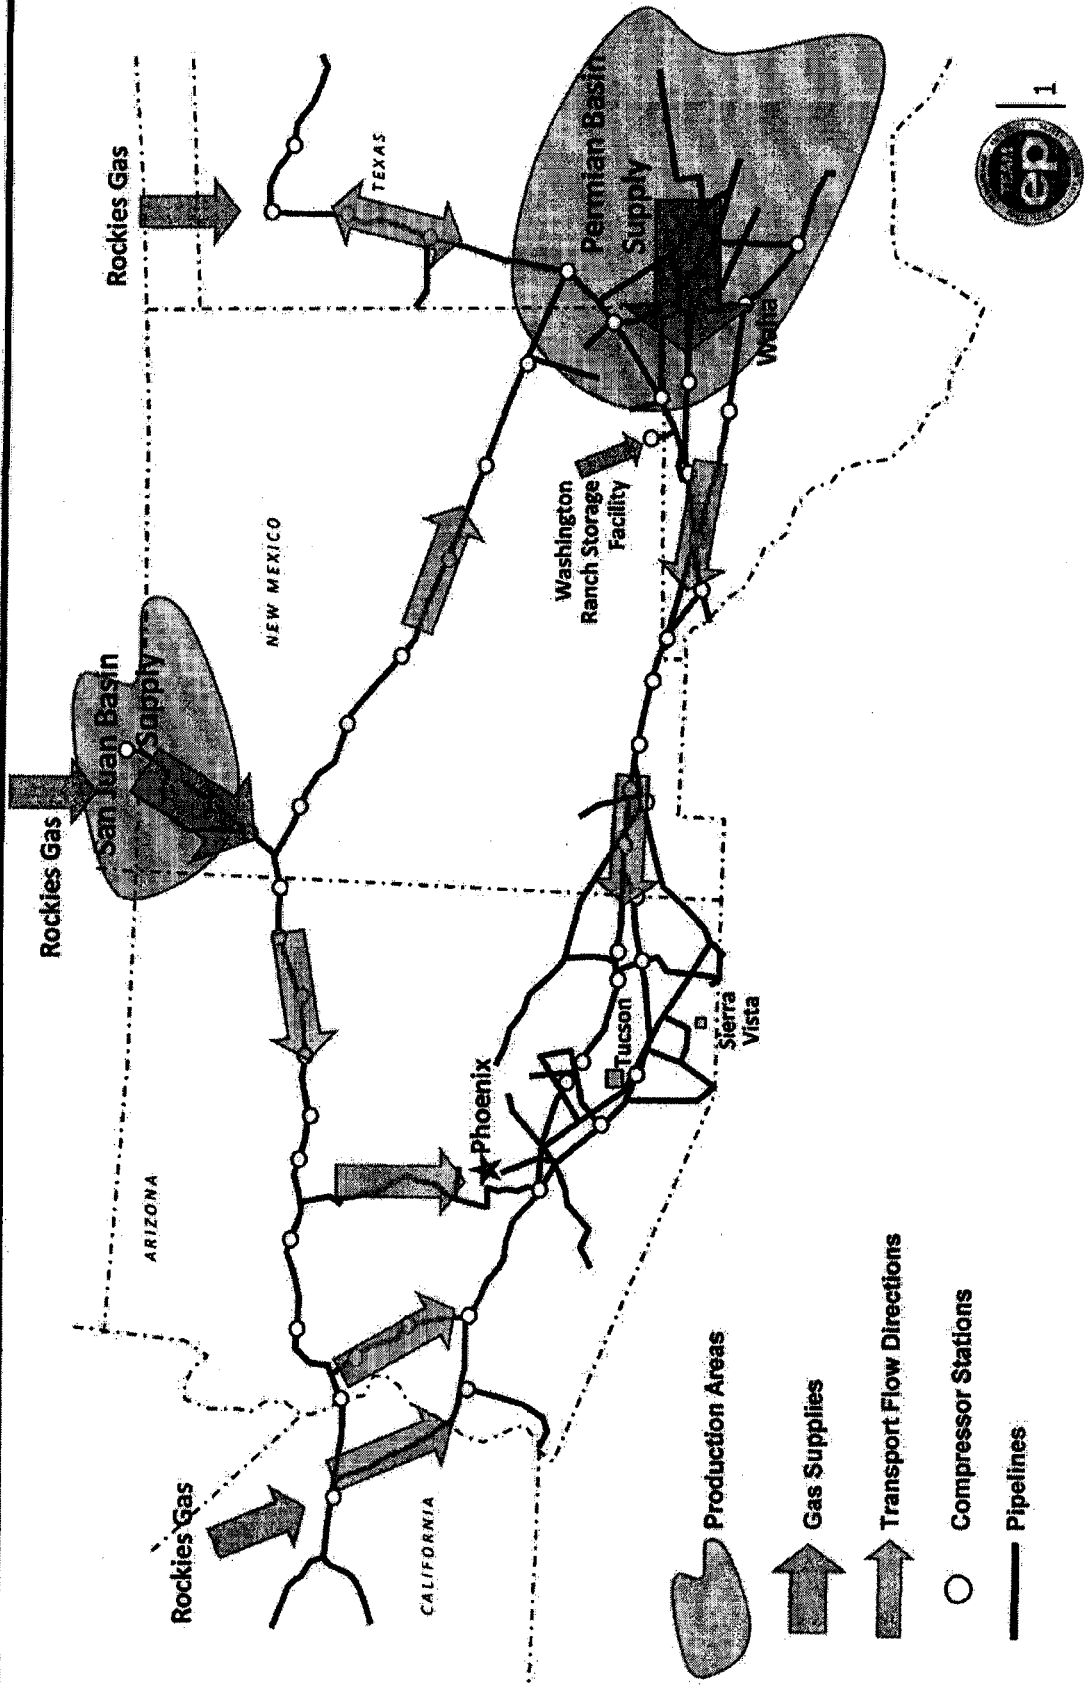 Rockies Gas
Rockies Gas
Rockies Gas
San Juan Basin
Supply
Permian Basin
Supply
ARIZONA
NEW MEXICO
TEXAS
CALIFORNIA
Phoenix
Tucson
Sierra
Vista
Washington
Ranch Storage
Facility
Waha
Production Areas
Gas Supplies
Transport Flow Directions
Compressor Stations
Pipelines
ep
1